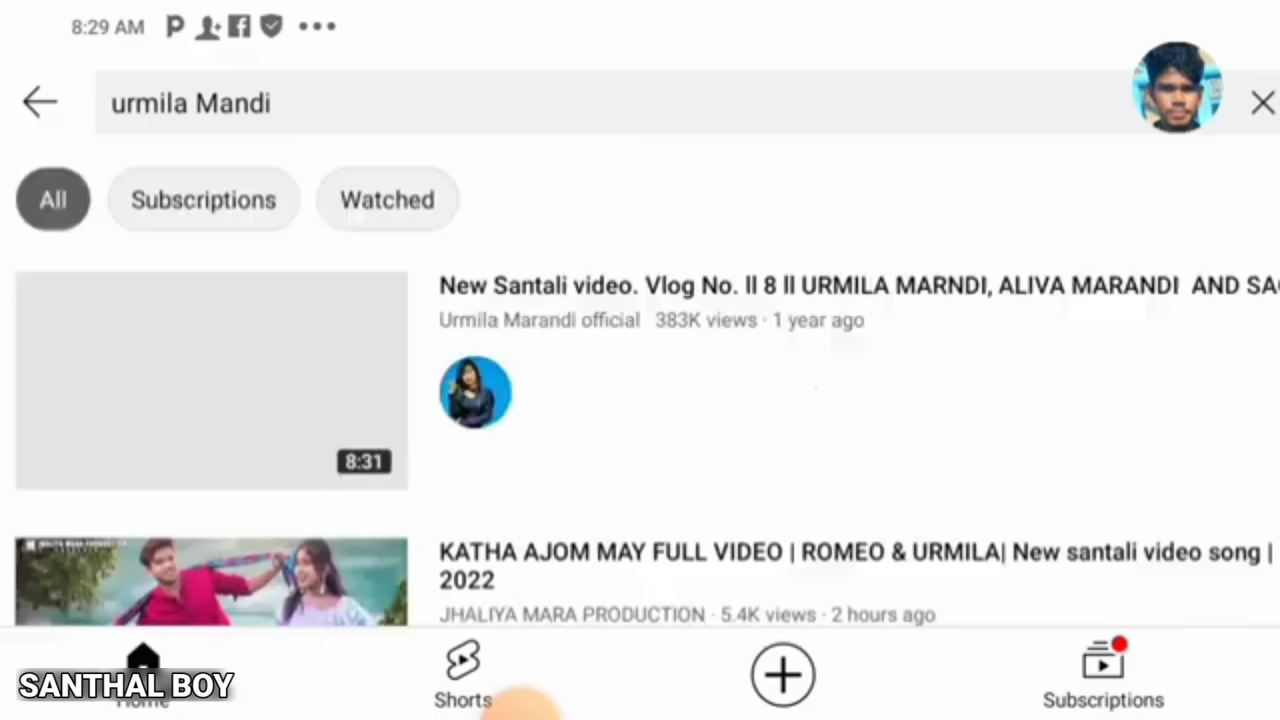 8:29 AM
urmila Mandi
All
Subscriptions
Watched
New Santali video. Vlog No. ll 8 ll URMILA MARNDI, ALIVA MARANDI AND SA
Urmila Marandi official 383K views · 1 year ago
8:31
KATHA AJOM MAY FULL VIDEO | ROMEO & URMILA| New santali video song |
2022
JHALIYA MARA PRODUCTION · 5.4K views · 2 hours ago
SANTHAL BOY
Home
Shorts
Subscriptions